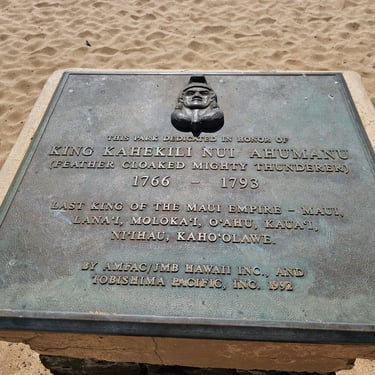 THIS PARK DEDICATED IN HONOR OF
KING KAHEKILI NUI AHUMANU
(FEATHER CLOAKED MIGHTY THUNDERER)
1766 - 1793
LAST KING OF THE MAUI EMPIRE - MAUI,
LANA'I, MOLOKA'I, O'AHU, KAUA'I,
NI'IHAU, KAHO'OLAWE.
BY AMFAC/JMB HAWAII INC., AND
TOBISHIMA PACIFIC, INC. 1992